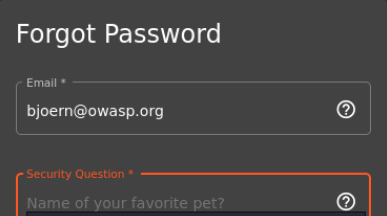 Forgot Password
Email *
bjoern@owasp.org
Security Question *
Name of your favorite pet?